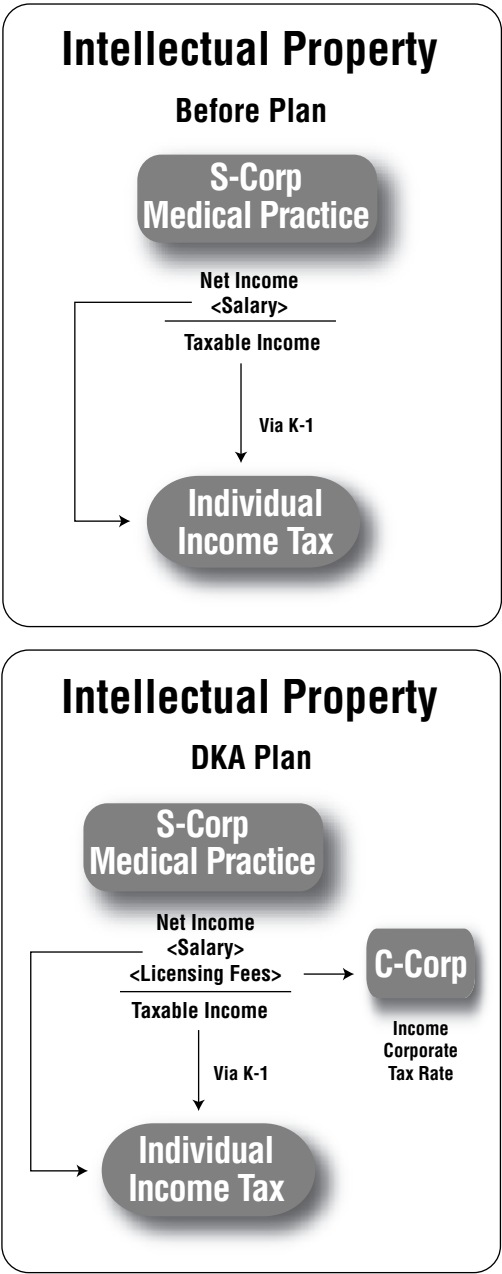 Intellectual Property
Before Plan
S-Corp
Medical Practice
Net Income
<Salary>
Taxable Income
Via K-1
Individual
Income Tax
Intellectual Property
DKA Plan
S-Corp
Medical Practice
Net Income
<Salary>
<Licensing Fees>
Taxable Income
C-Corp
Income
Corporate
Tax Rate
Via K-1
Individual
Income Tax